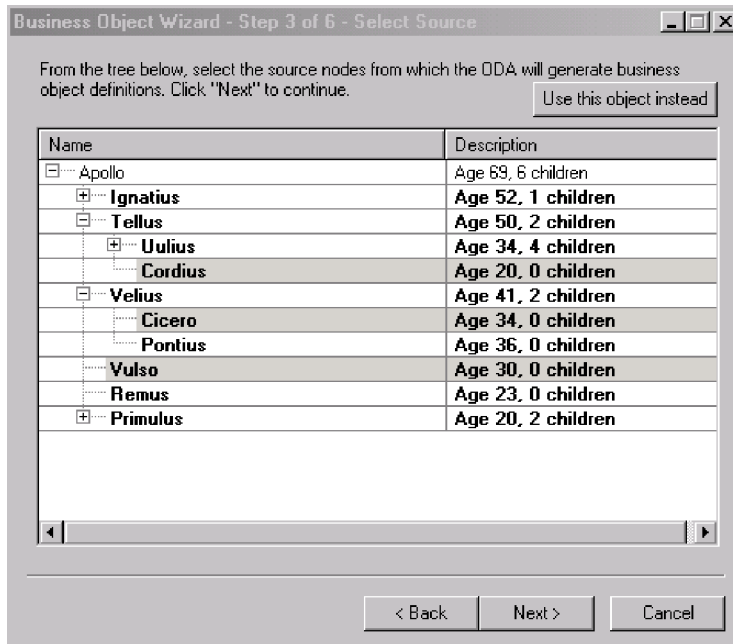 Business Object Wizard - Step 3 of 6 - Select Source
From the tree below, select the source nodes from which the ODA will generate business
object definitions. Click "Next" to continue.
Use this object instead
Name Description
Apollo Age 69, 6 children
Ignatius Age 52, 1 children
Tellus Age 50, 2 children
Uulius Age 34, 4 children
Cordius Age 20, 0 children
Velius Age 41, 2 children
Cicero Age 34, 0 children
Pontius Age 36, 0 children
Vulso Age 30, 0 children
Remus Age 23, 0 children
Primulus Age 20, 2 children
< Back Next > Cancel